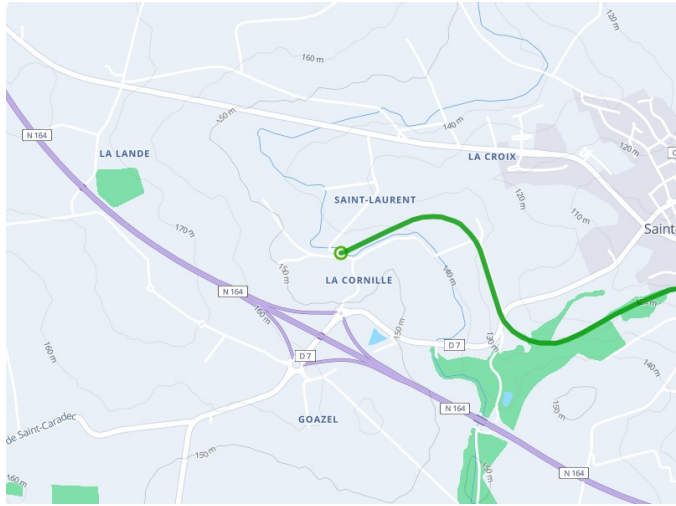 120 m
160 m
150 m
140 m
N 164
LA LANDE
LA CROIX
120 m
120 m
SAINT-LAURENT
110 m
170 m
Sainte-
150 m
140 m
LA CORNILLE
N 164
160 m
150 m
130 m
D 7
160 m
D 7
140 m
N 164
150 m
GOAZEL
de Saint-Caradec
150 m
N 164
150 m
160 m